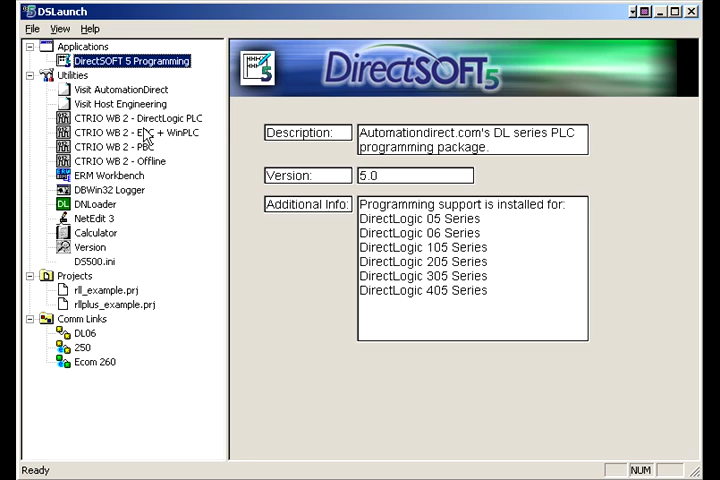 DSLaunch
File View Help
Applications
DirectSOFT 5 Programming
Utilities
Visit AutomationDirect
Visit Host Engineering
CTRIO WB 2 - DirectLogic PLC
CTRIO WB 2 - + WinPLC
CTRIO WB 2 - PBC
CTRIO WB 2 - Offline
ERM Workbench
DBWin32 Logger
DL DNLoader
NetEdit 3
Calculator
Version
DS500.ini
Projects
rll_example.prj
rllplus_example.prj
Comm Links
DL06
250
Ecom 260
5 DirectSOFT5
Description: Automationdirect.com's DL series PLC
programming package.
Version: 5.0
Additional Info: Programming support is installed for:
DirectLogic 05 Series
DirectLogic 06 Series
DirectLogic 105 Series
DirectLogic 205 Series
DirectLogic 305 Series
DirectLogic 405 Series
Ready NUM